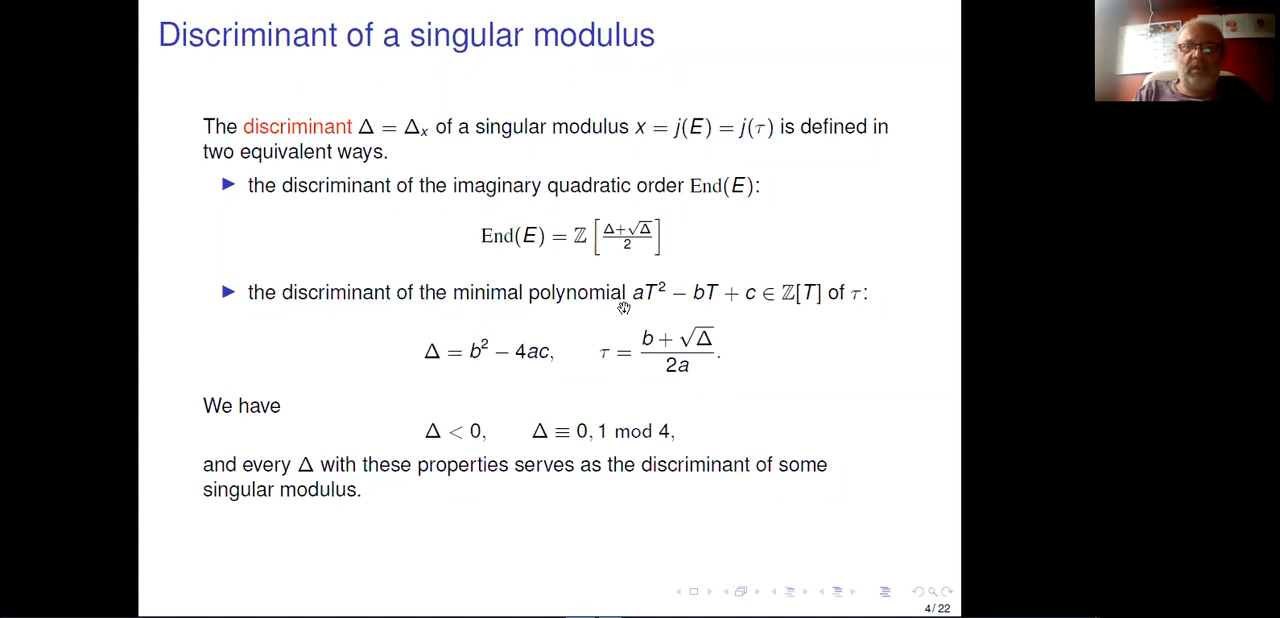 Discriminant of a singular modulus
The discriminant Δ = Δₓ of a singular modulus x = j(E) = j(τ) is defined in
two equivalent ways.
▶ the discriminant of the imaginary quadratic order End(E):
End(E) = ℤ [ (Δ+√Δ)/2 ]
▶ the discriminant of the minimal polynomial aT² − bT + c ∈ ℤ[T] of τ:
Δ = b² − 4ac, τ = (b + √Δ)/2a.
We have
Δ < 0, Δ ≡ 0, 1 mod 4,
and every Δ with these properties serves as the discriminant of some
singular modulus.
4/22